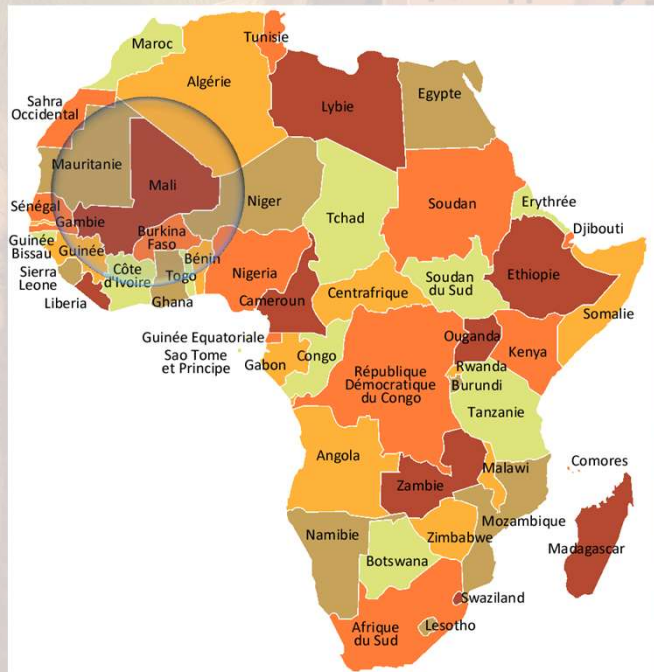 Maroc
Tunisie
Algérie
Lybie
Egypte
Sahra
Occidental
Mauritanie
Mali
Niger
Tchad
Soudan
Erythrée
Djibouti
Sénégal
Gambie
Burkina
Faso
Guinée
Bissau
Guinée
Bénin
Sierra
Leone
Côte
d'Ivoire
Togo
Ghana
Liberia
Nigeria
Cameroun
Centrafrique
Soudan
du Sud
Ethiopie
Somalie
Guinée Equatoriale
Sao Tome
et Principe
Gabon
Congo
République
Démocratique
du Congo
Ouganda
Kenya
Rwanda
Burundi
Tanzanie
Angola
Zambie
Malawi
Comores
Mozambique
Madagascar
Namibie
Zimbabwe
Botswana
Swaziland
Afrique
du Sud
Lesotho